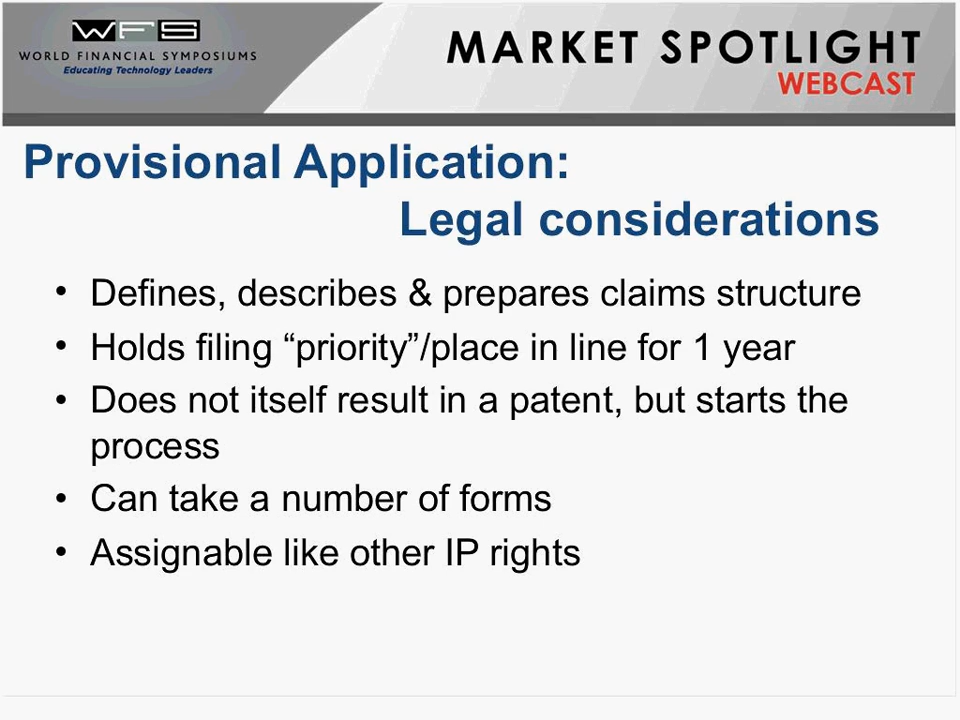 WFS
WORLD FINANCIAL SYMPOSIUMS
Educating Technology Leaders
MARKET SPOTLIGHT
WEBCAST
Provisional Application:
Legal considerations
• Defines, describes & prepares claims structure
• Holds filing “priority”/place in line for 1 year
• Does not itself result in a patent, but starts the
process
• Can take a number of forms
• Assignable like other IP rights